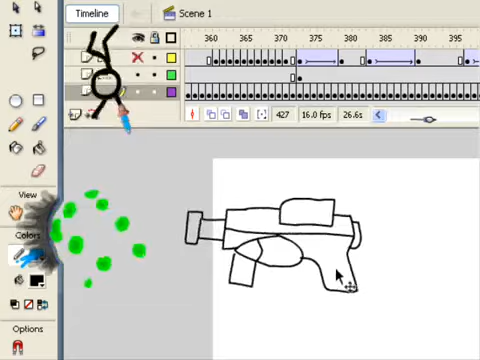 Timeline
Scene 1
360 365 370 375 380 385 390 395
427 16.0 fps 26.6s
View
Colors
Options